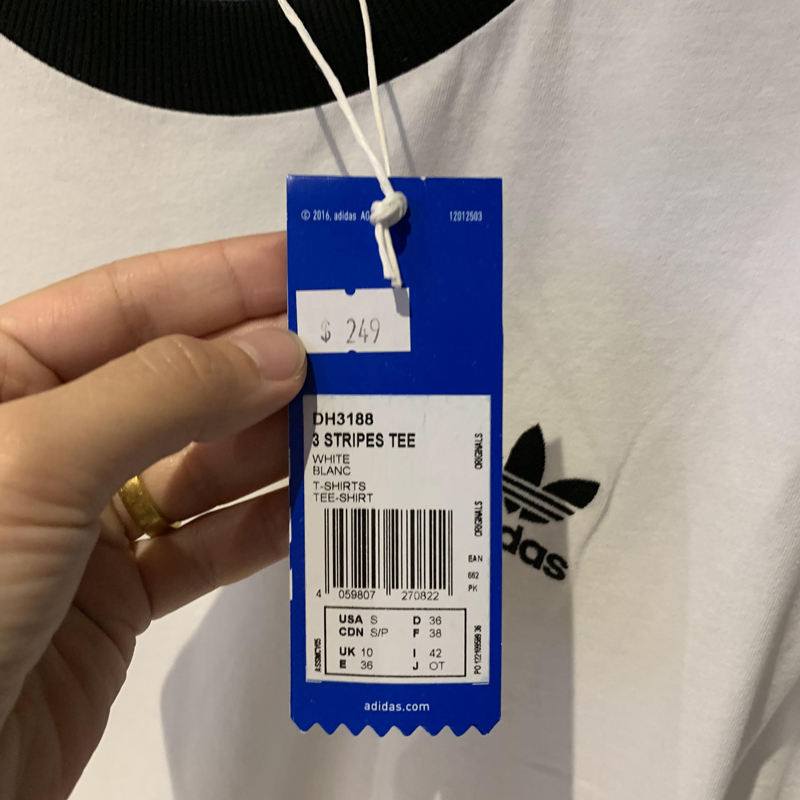 © 2016, adidas AG
12012503
$ 249
DH3188
3 STRIPES TEE
WHITE
BLANC
T-SHIRTS
TEE-SHIRT
ORIGINALS
ORIGINALS
EAN
662
PK
4 059807 270822
USA S D 36
CDN S/P F 38
UK 10 I 42
E 36 J OT
adidas.com
das